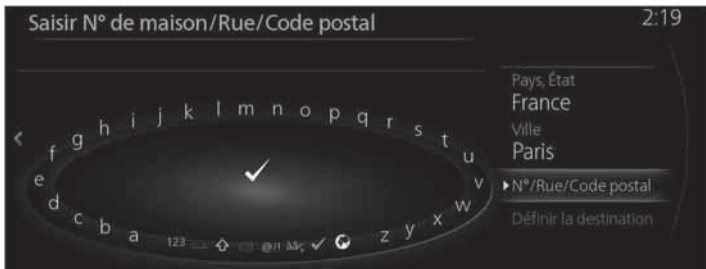 Saisir N° de maison/Rue/Code postal
2:19
Pays, État
France
Ville
Paris
N°/Rue/Code postal
Définir la destination
a b c d e f g h i j k l m n o p q r s t u v w x y z
123 @/! àâç